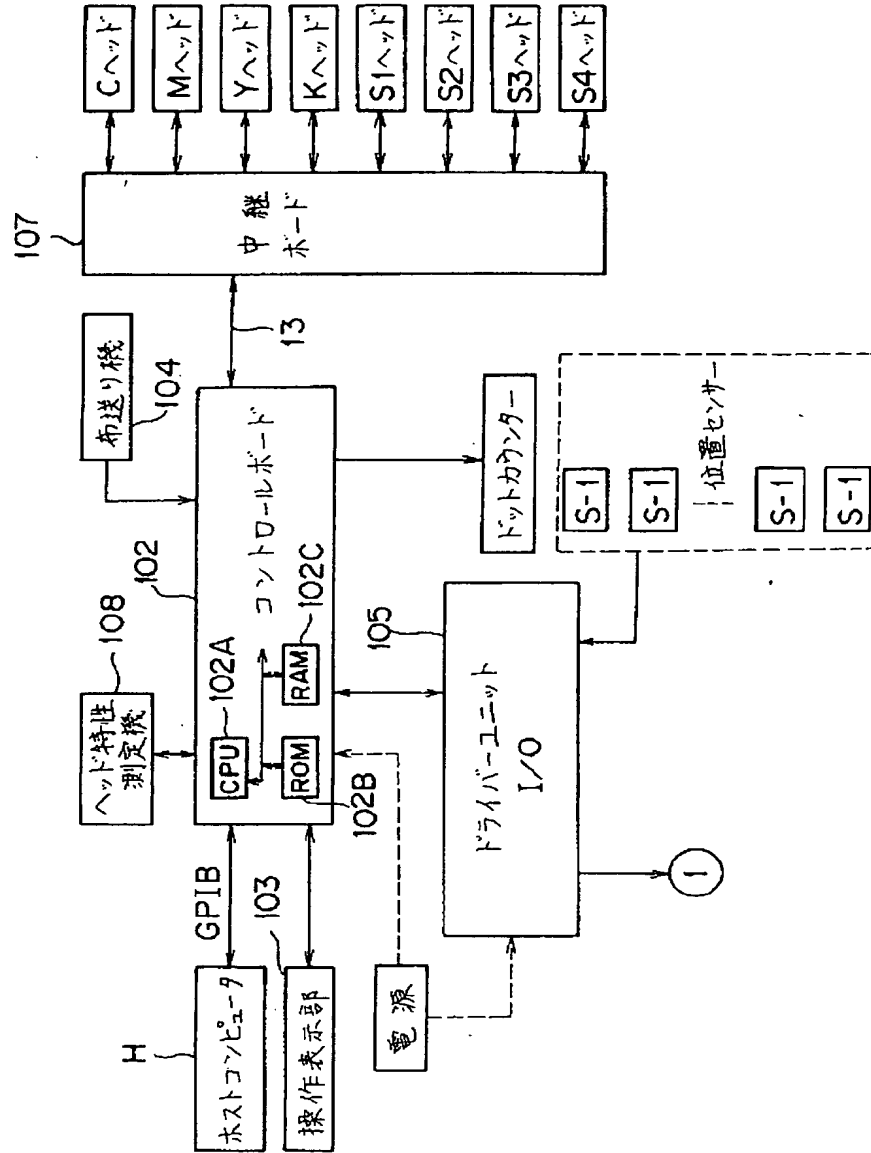 H
ホストコンピュータ
GPIB
操作表示部
103
電源
ヘッド特性
測定機
108
布送り機
104
102
コントロールボード
CPU
102A
ROM
102B
RAM
102C
13
107
中継
ボード
Cヘッド
Mヘッド
Yヘッド
Kヘッド
S1ヘッド
S2ヘッド
S3ヘッド
S4ヘッド
ドットカウンター
105
ドライバーユニット
I/O
1
S-1
S-1
位置センサー
S-1
S-1